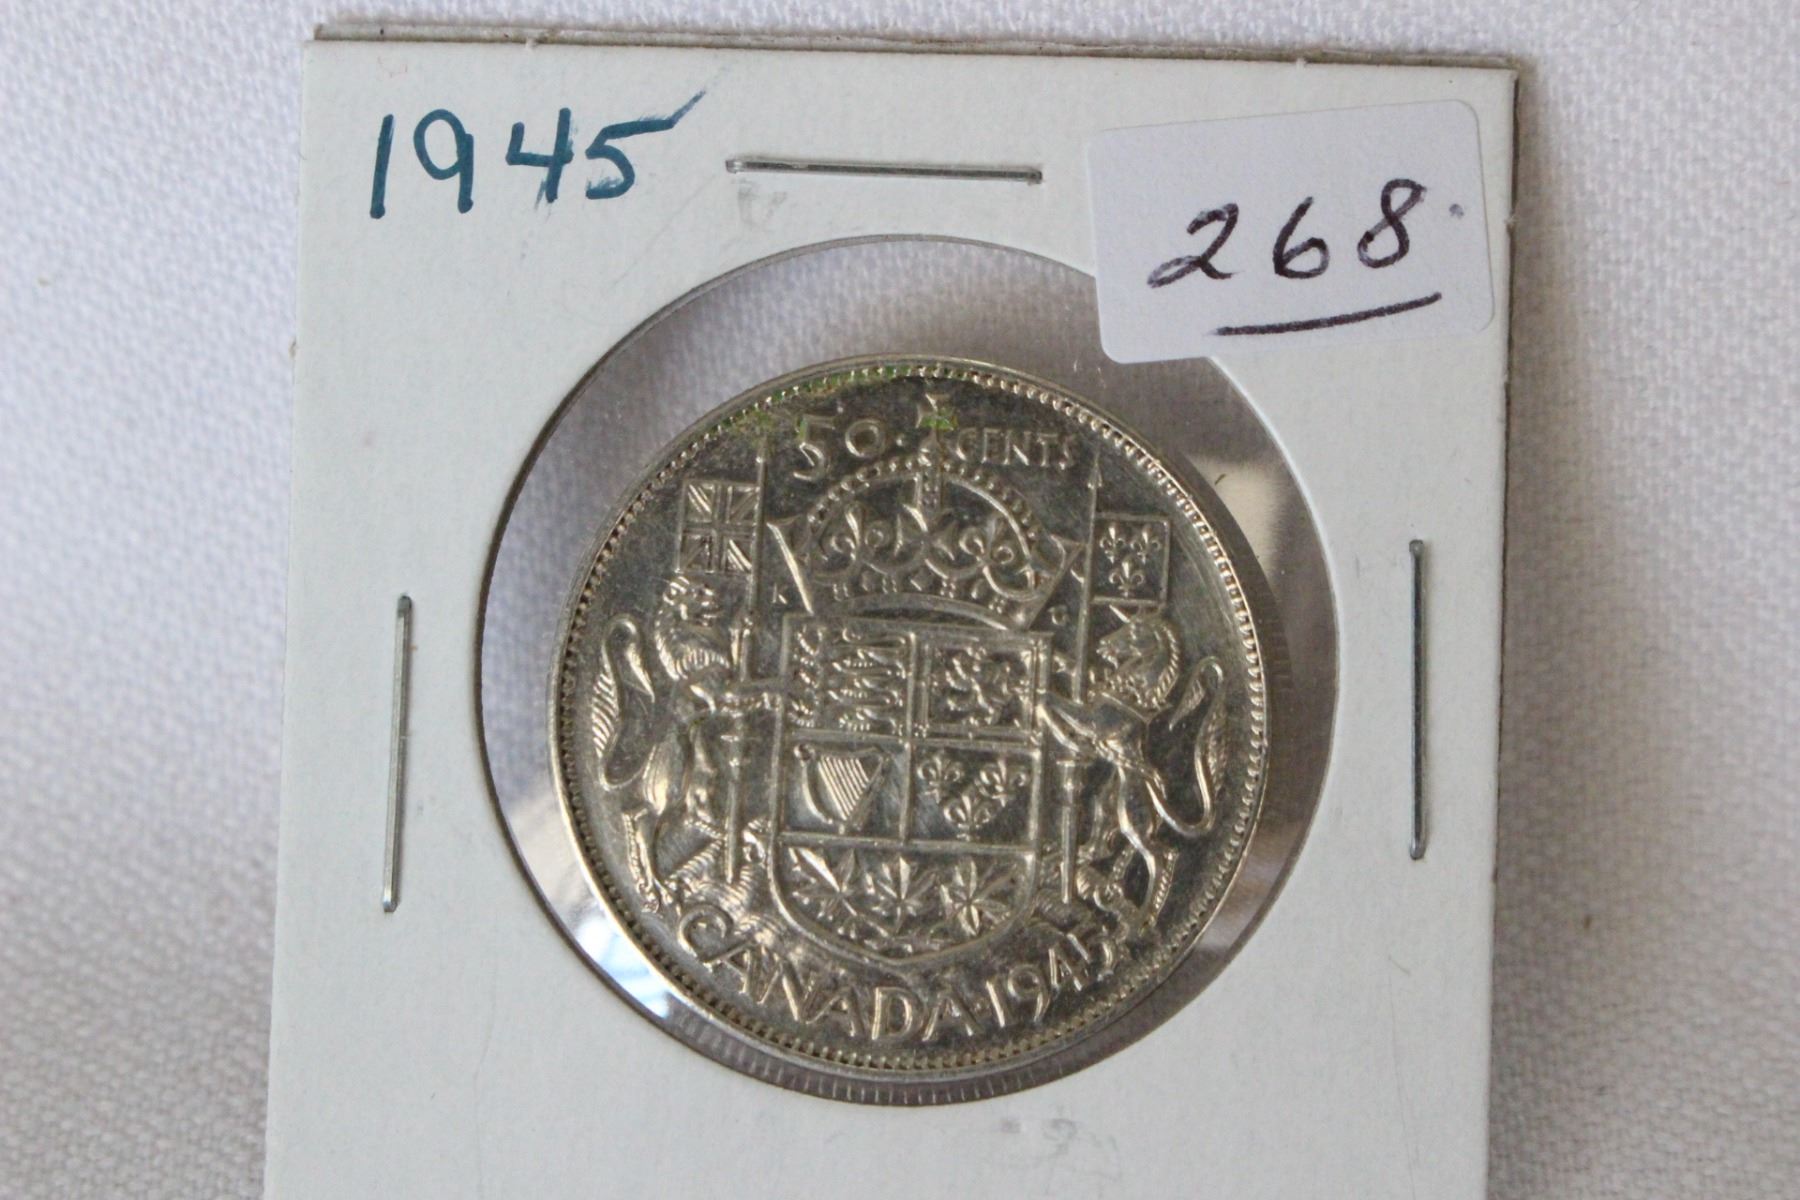 1945
268.
50 · CENTS
K G
CANADA · 1945